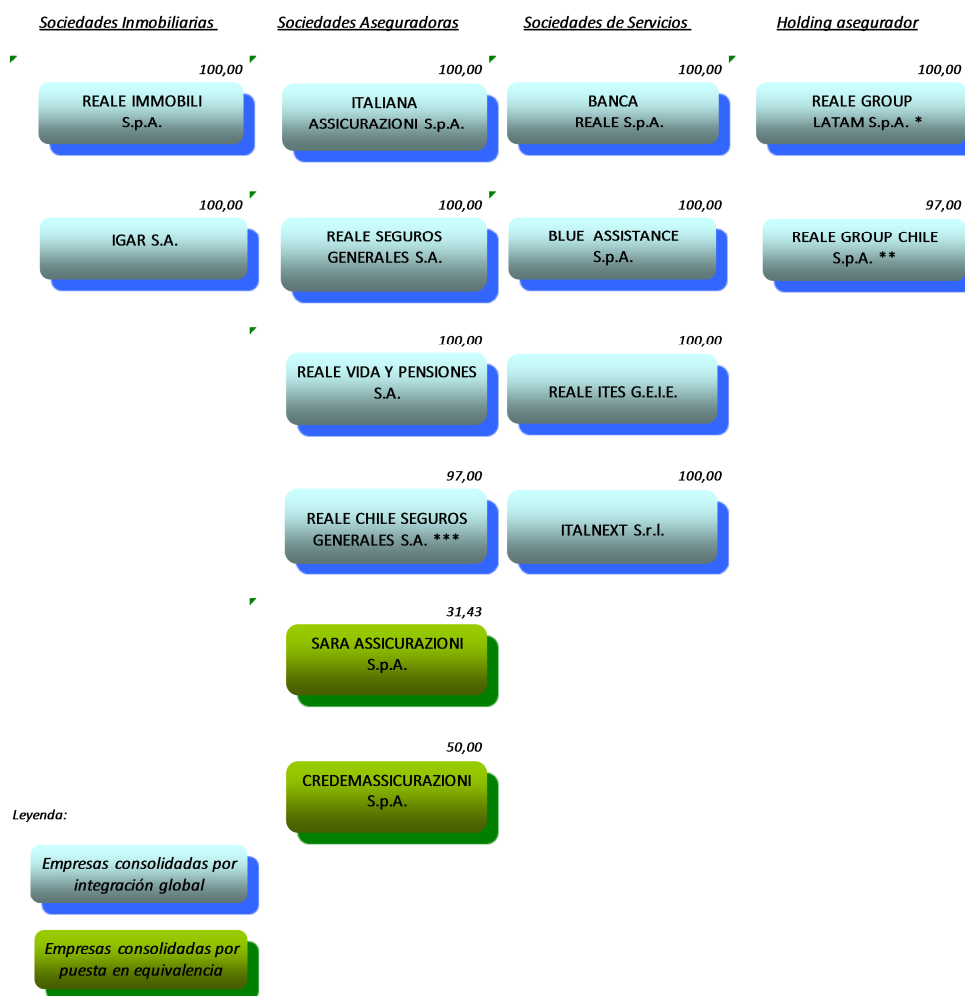 Sociedades Inmobiliarias
Sociedades Aseguradoras
Sociedades de Servicios
Holding asegurador
100,00
100,00
100,00
100,00
REALE IMMOBILI
S.p.A.
ITALIANA
ASSICURAZIONI S.p.A.
BANCA
REALE S.p.A.
REALE GROUP
LATAM S.p.A. *
100,00
100,00
100,00
97,00
IGAR S.A.
REALE SEGUROS
GENERALES S.A.
BLUE ASSISTANCE
S.p.A.
REALE GROUP CHILE
S.p.A. **
100,00
100,00
REALE VIDA Y PENSIONES
S.A.
REALE ITES G.E.I.E.
97,00
100,00
REALE CHILE SEGUROS
GENERALES S.A. ***
ITALNEXT S.r.l.
31,43
SARA ASSICURAZIONI
S.p.A.
50,00
CREDEMASSICURAZIONI
S.p.A.
Leyenda:
Empresas consolidadas por
integración global
Empresas consolidadas por
puesta en equivalencia